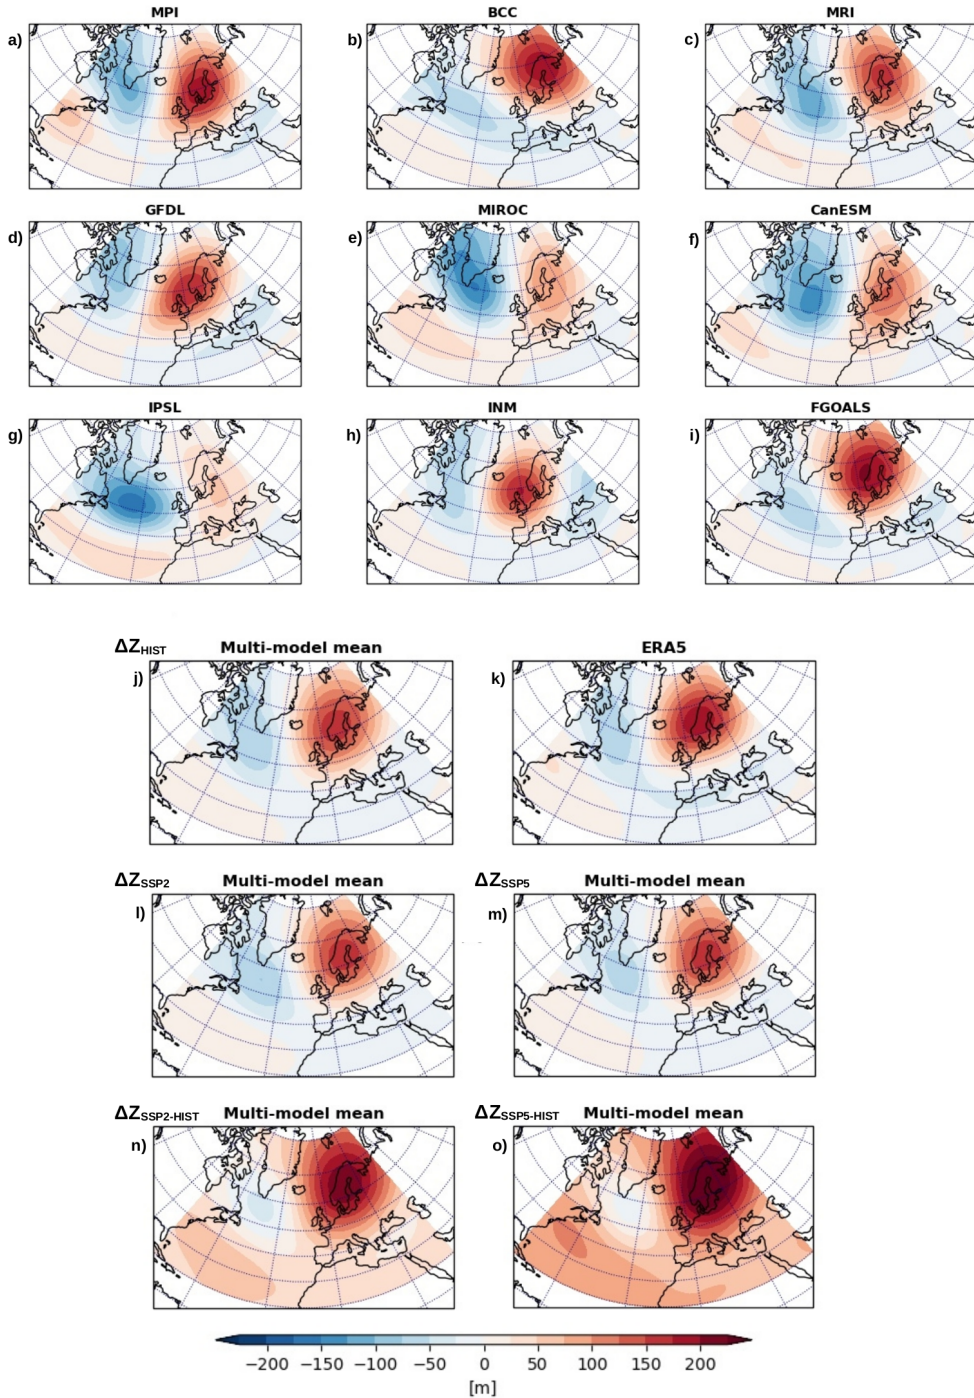 MPI BCC MRI
a) b) c)
GFDL MIROC CanESM
d) e) f)
IPSL INM FGOALS
g) h) i)
ΔZHIST Multi-model mean ERA5
j) k)
ΔZSSP2 Multi-model mean ΔZSSP5 Multi-model mean
l) m)
ΔZSSP2-HIST Multi-model mean ΔZSSP5-HIST Multi-model mean
n) o)
−200 −150 −100 −50 0 50 100 150 200
[m]